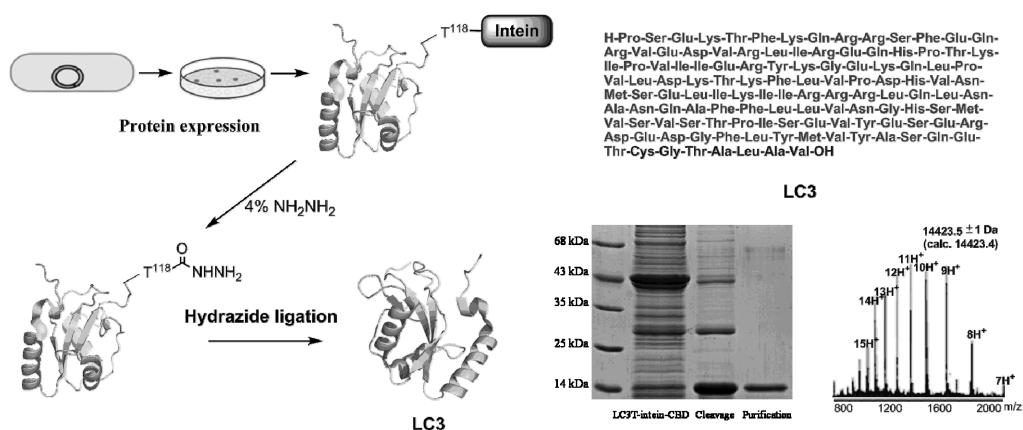 T118
Intein
Protein expression
4% NH2NH2
O
T118
NHNH2
Hydrazide ligation
LC3
H-Pro-Ser-Glu-Lys-Thr-Phe-Lys-Gln-Arg-Arg-Ser-Phe-Glu-Gln-
Arg-Val-Glu-Asp-Val-Arg-Leu-Ile-Arg-Glu-Gln-His-Pro-Thr-Lys-
Ile-Pro-Val-Ile-Ile-Glu-Arg-Tyr-Lys-Gly-Glu-Lys-Gln-Leu-Pro-
Val-Leu-Asp-Lys-Thr-Lys-Phe-Leu-Val-Pro-Asp-His-Val-Asn-
Met-Ser-Glu-Leu-Ile-Lys-Ile-Ile-Arg-Arg-Arg-Leu-Gln-Leu-Asn-
Ala-Asn-Gln-Ala-Phe-Phe-Leu-Leu-Val-Asn-Gly-His-Ser-Met-
Val-Ser-Val-Ser-Thr-Pro-Ile-Ser-Glu-Val-Tyr-Glu-Ser-Glu-Arg-
Asp-Glu-Asp-Gly-Phe-Leu-Tyr-Met-Val-Tyr-Ala-Ser-Gln-Glu-
Thr-Cys-Gly-Thr-Ala-Leu-Ala-Val-OH
LC3
68 kDa
43 kDa
35 kDa
25 kDa
14 kDa
LC3T-intein-CBD Cleavage Purification
14423.5 ±1 Da
(calc. 14423.4)
11H+
12H+ 10H+ 9H+
13H+
14H+
15H+
8H+
7H+
800 1200 1600 2000 m/z